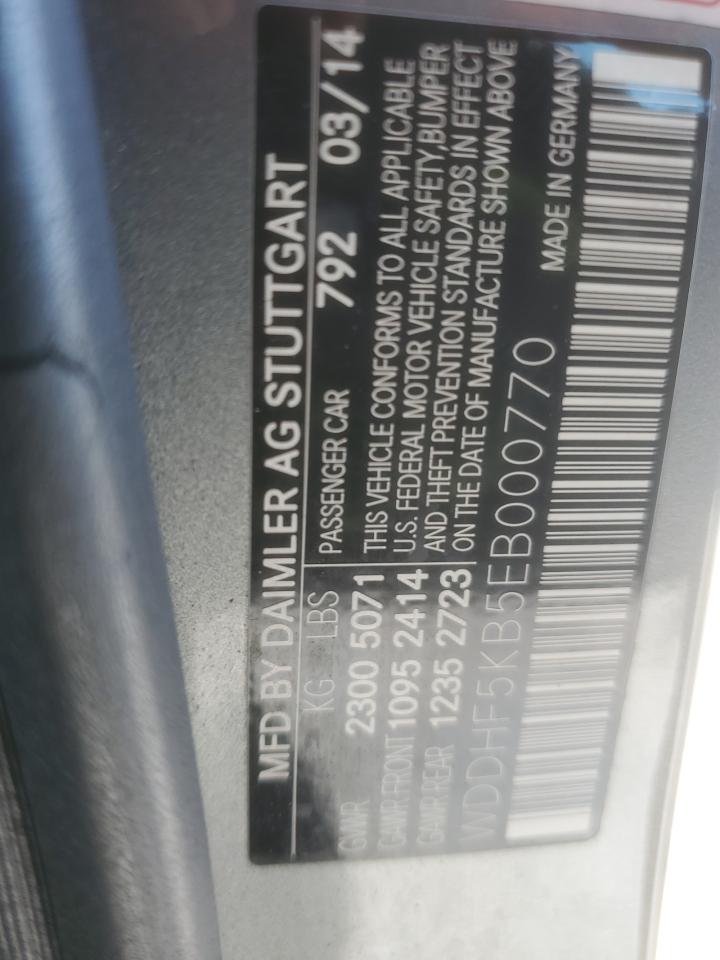 MFD BY DAIMLER AG STUTTGART
KG LBS PASSENGER CAR 792 03/14
GVWR 2300 5071
GAWR FRONT 1095 2414
GAWR REAR 1235 2723
THIS VEHICLE CONFORMS TO ALL APPLICABLE
U.S. FEDERAL MOTOR VEHICLE SAFETY,BUMPER
AND THEFT PREVENTION STANDARDS IN EFFECT
ON THE DATE OF MANUFACTURE SHOWN ABOVE
WDDHF5KB5EB000770
MADE IN GERMANY